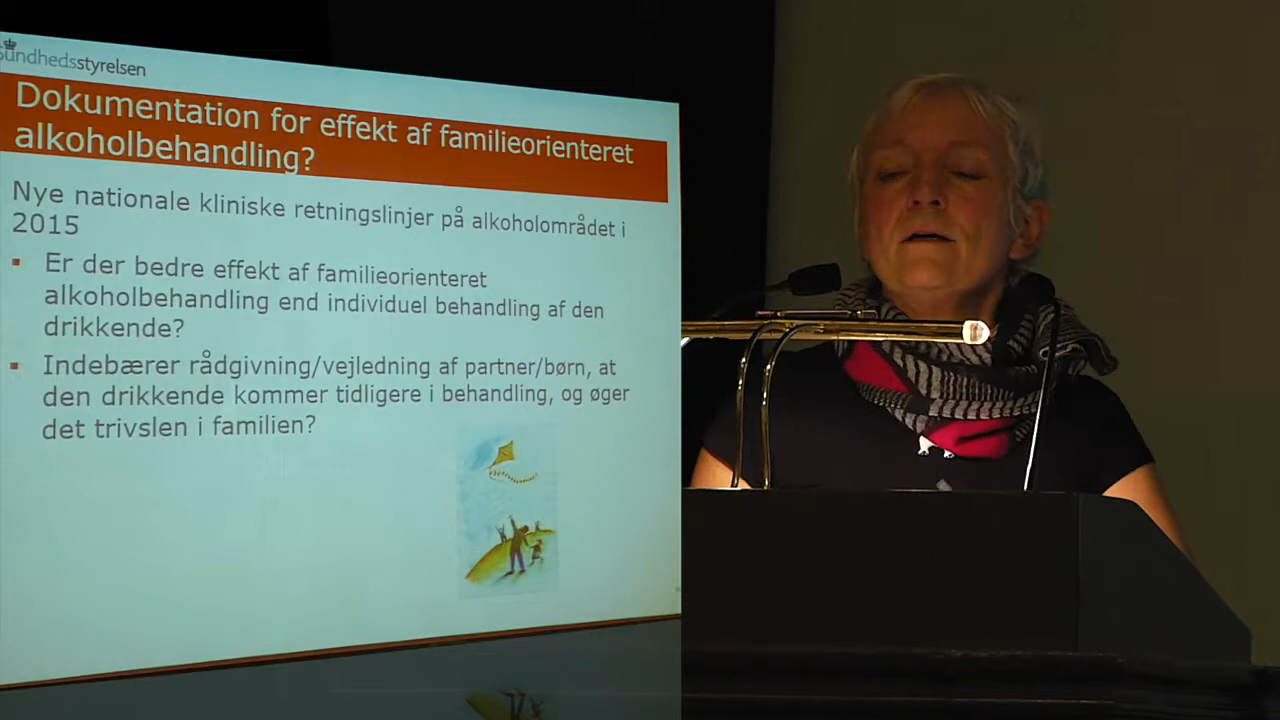 Sundhedsstyrelsen
Dokumentation for effekt af familieorienteret
alkoholbehandling?
Nye nationale kliniske retningslinjer på alkoholområdet i
2015
Er der bedre effekt af familieorienteret
alkoholbehandling end individuel behandling af den
drikkende?
Indebærer rådgivning/vejledning af partner/børn, at
den drikkende kommer tidligere i behandling, og øger
det trivslen i familien?